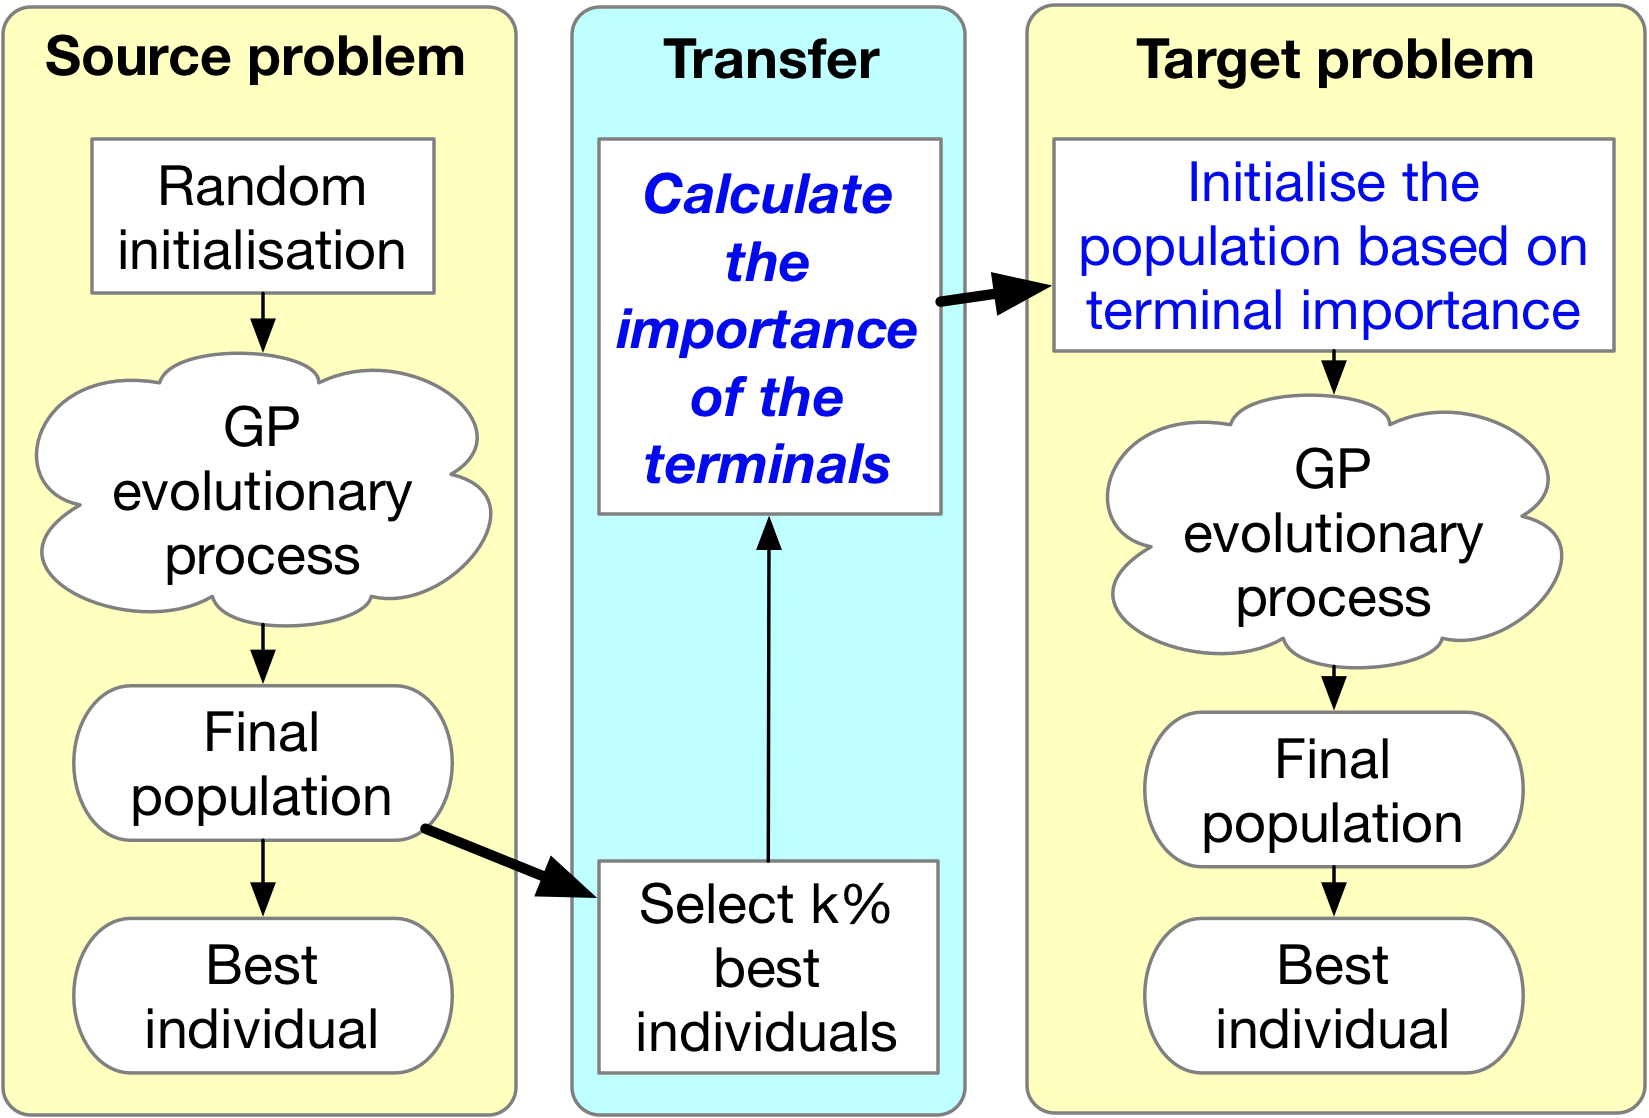 Source problem
Random
initialisation
GP
evolutionary
process
Final
population
Best
individual
Transfer
Calculate
the
importance
of the
terminals
Select k%
best
individuals
Target problem
Initialise the
population based on
terminal importance
GP
evolutionary
process
Final
population
Best
individual